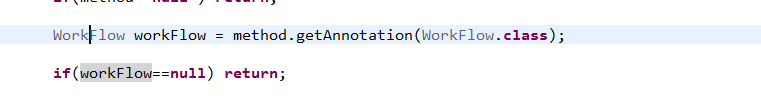 WorkFlow workFlow = method.getAnnotation(WorkFlow.class);
if(workFlow==null) return;